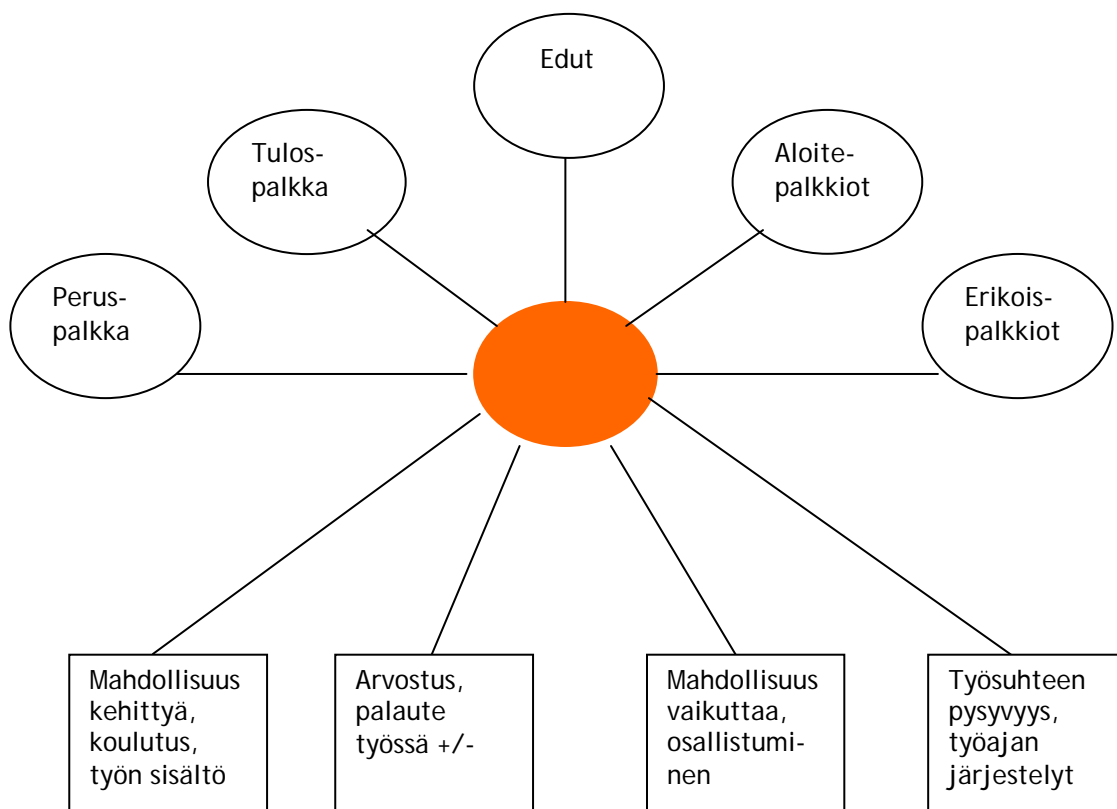 Edut
Tulos-
palkka
Aloite-
palkkiot
Perus-
palkka
Erikois-
palkkiot
Mahdollisuus
kehittyä,
koulutus,
työn sisältö
Arvostus,
palaute
työssä +/-
Mahdollisuus
vaikuttaa,
osallistumi-
nen
Työsuhteen
pysyvyys,
työajan
järjestelyt